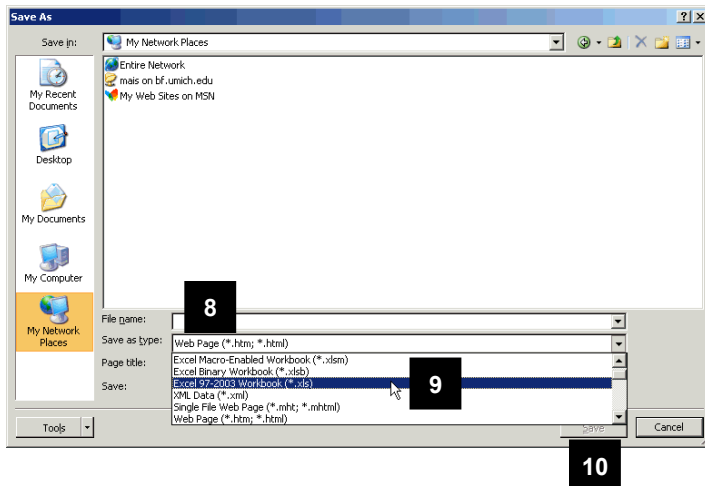 Save As
Save in:
My Network Places
Entire Network
mais on bf.umich.edu
My Web Sites on MSN
My Recent
Documents
Desktop
My Documents
My Computer
My Network
Places
8
File name:
Save as type:
Web Page (*.htm; *.html)
Page title:
Save:
Excel Macro-Enabled Workbook (*.xlsm)
Excel Binary Workbook (*.xlsb)
Excel 97-2003 Workbook (*.xls)
XML Data (*.xml)
Single File Web Page (*.mht; *.mhtml)
Web Page (*.htm; *.html)
9
Tools
Save
Cancel
10